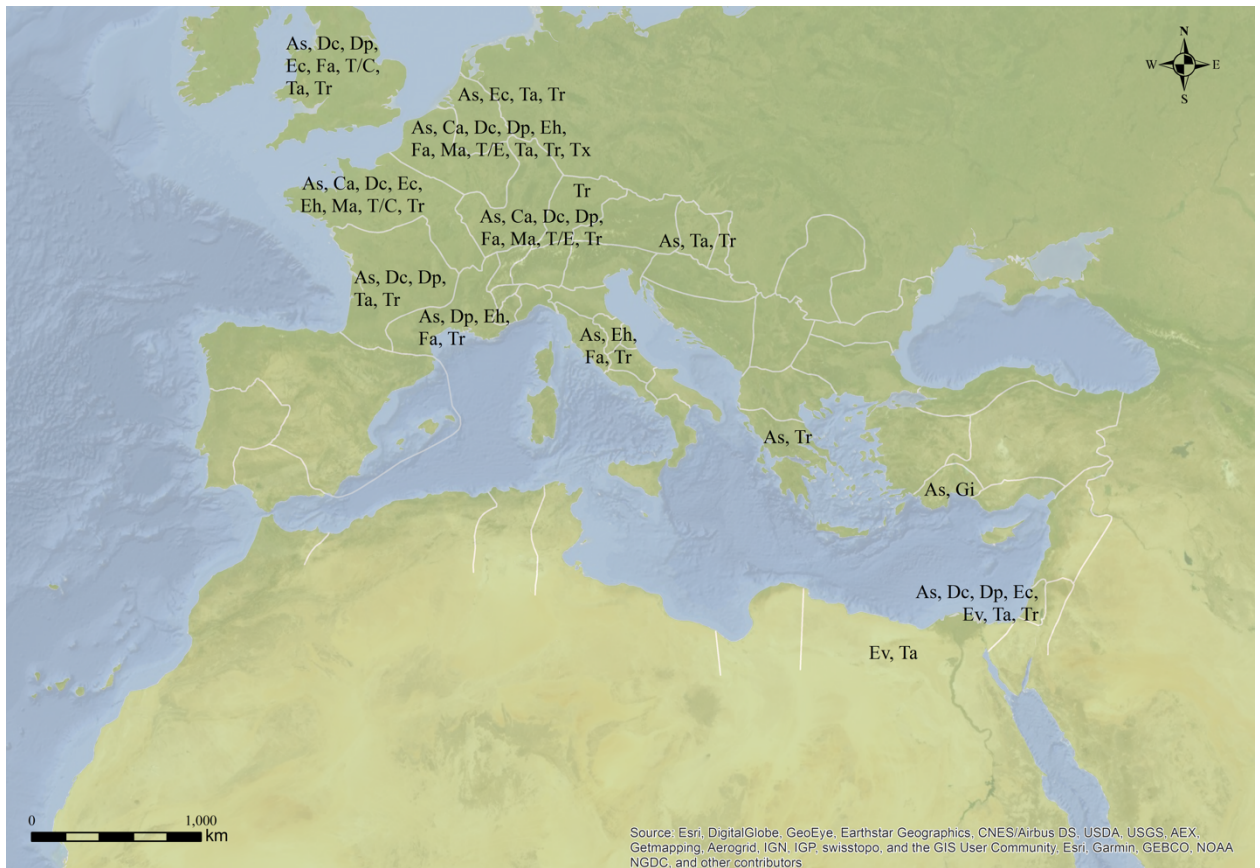 N
W
E
S
As, Dc, Dp,
Ec, Fa, T/C,
Ta, Tr
As, Ec, Ta, Tr
As, Ca, Dc, Dp, Eh,
Fa, Ma, T/E, Ta, Tr, Tx
As, Ca, Dc, Ec,
Eh, Ma, T/C, Tr
Tr
As, Ca, Dc, Dp,
Fa, Ma, T/E, Tr
As, Ta, Tr
As, Dc, Dp,
Ta, Tr
As, Dp, Eh,
Fa, Tr
As, Eh,
Fa, Tr
As, Tr
As, Gi
As, Dc, Dp, Ec,
Ev, Ta, Tr
Ev, Ta
0
1,000
km
Source: Esri, DigitalGlobe, GeoEye, Earthstar Geographics, CNES/Airbus DS, USDA, USGS, AEX,
Getmapping, Aerogrid, IGN, IGP, swisstopo, and the GIS User Community, Esri, Garmin, GEBCO, NOAA
NGDC, and other contributors